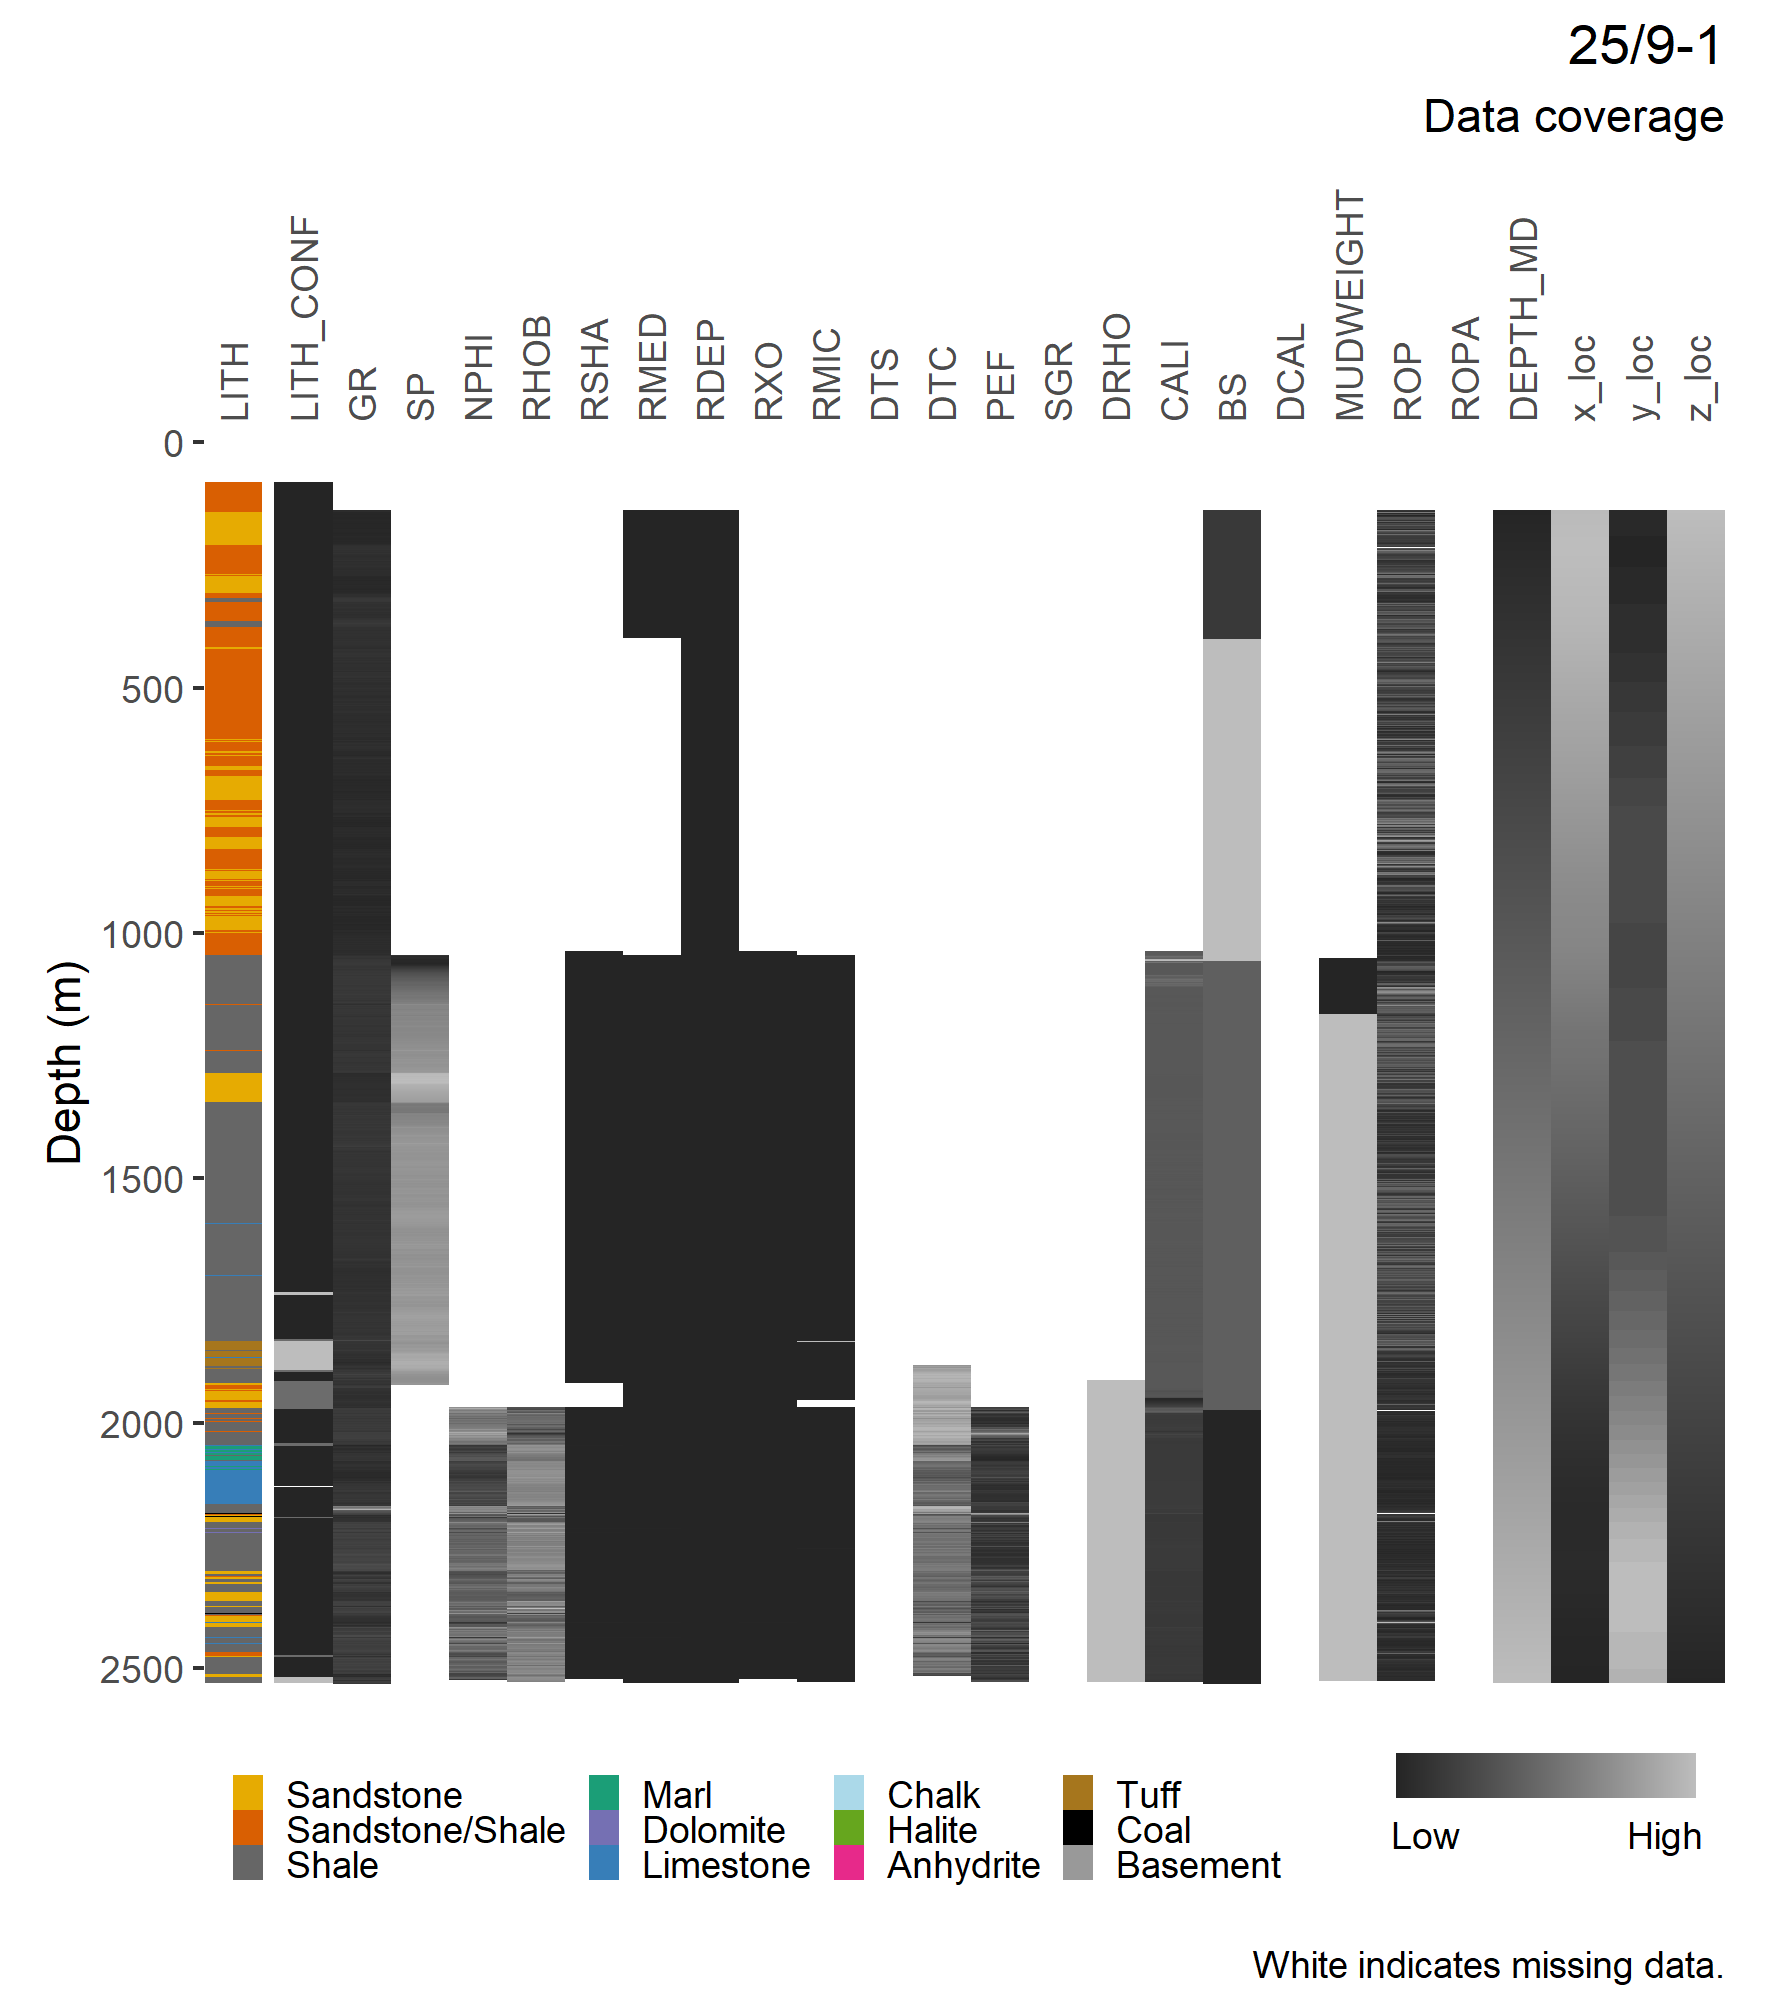 25/9-1
Data coverage
LITH
LITH_CONF
GR
SP
NPHI
RHOB
RSHA
RMED
RDEP
RXO
RMIC
DTS
DTC
PEF
SGR
DRHO
CALI
BS
DCAL
MUDWEIGHT
ROP
ROPA
DEPTH_MD
x_loc
y_loc
z_loc
Depth (m)
0
500
1000
1500
2000
2500
Sandstone
Sandstone/Shale
Shale
Marl
Dolomite
Limestone
Chalk
Halite
Anhydrite
Tuff
Coal
Basement
Low High
White indicates missing data.